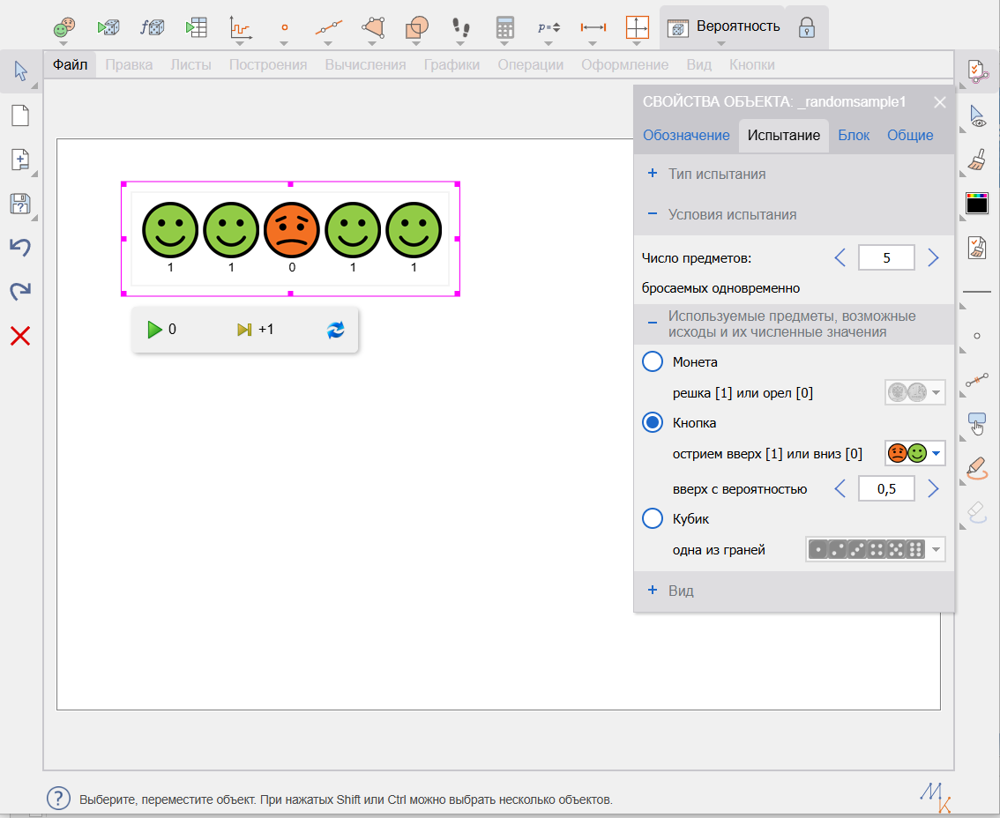 p=
Вероятность
Файл Правка Листы Построения Вычисления Графики Операции Оформление Вид Кнопки
СВОЙСТВА ОБЪЕКТА: _randomsample1
Обозначение Испытание Блок Общие
+ Тип испытания
− Условия испытания
Число предметов: 5
бросаемых одновременно
− Используемые предметы, возможные
исходы и их численные значения
Монета
решка [1] или орел [0]
Кнопка
острием вверх [1] или вниз [0]
вверх с вероятностью 0,5
Кубик
одна из граней
+ Вид
1 1 0 1 1
0 +1
? Выберите, переместите объект. При нажатых Shift или Ctrl можно выбрать несколько объектов.
МК